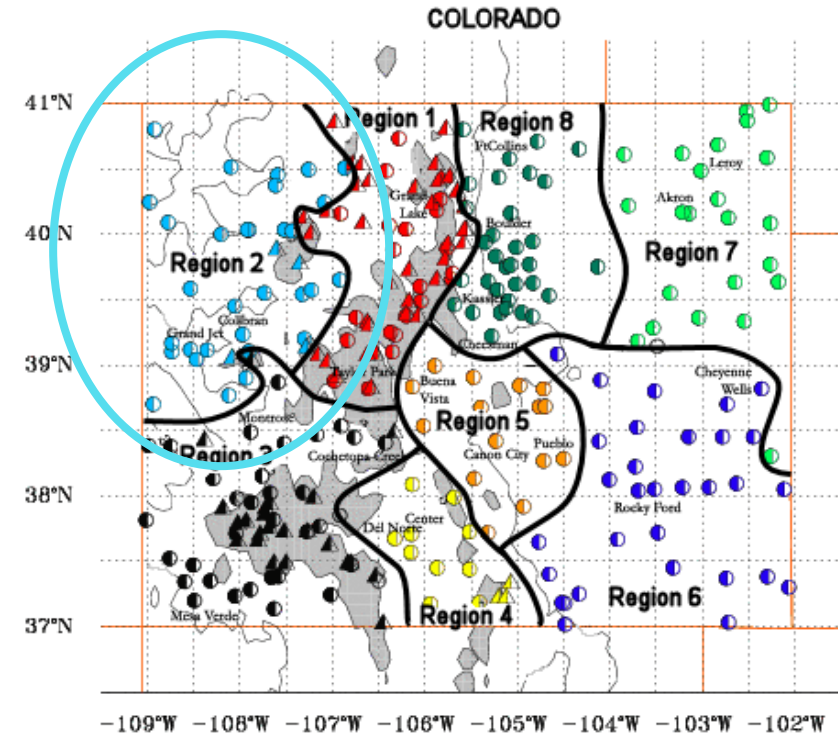 COLORADO
41°N
Region 1
Region 8
FtCollins
Leroy
Grand
Lake
Akron
Boulder
40°N
Region 2
Region 7
Kassler
Collbran
Grand Jct
Cheesman
39°N
Taylor Park
Cheyenne
Wells
Buena
Vista
Montrose
Region 5
Region 3
Pueblo
Cochetopa Creek
Canon City
38°N
Rocky Ford
Center
Del Norte
Mesa Verde
Region 4
Region 6
37°N
-109°W -108°W -107°W -106°W -105°W -104°W -103°W -102°W